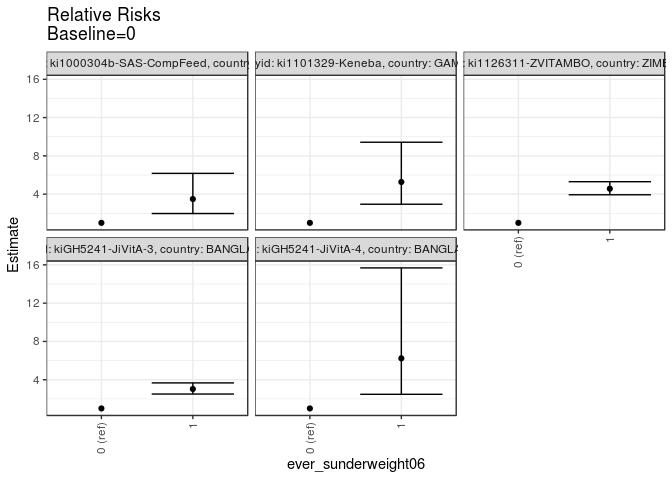 Relative Risks
Baseline=0
: ki1000304b-SAS-CompFeed, country
yid: ki1101329-Keneba, country: GAM
: ki1126311-ZVITAMBO, country: ZIMB
16
12
8
4
: kiGH5241-JiVitA-3, country: BANGLA
: kiGH5241-JiVitA-4, country: BANGLA
16
12
8
4
Estimate
0 (ref)
1
0 (ref)
1
0 (ref)
1
ever_sunderweight06